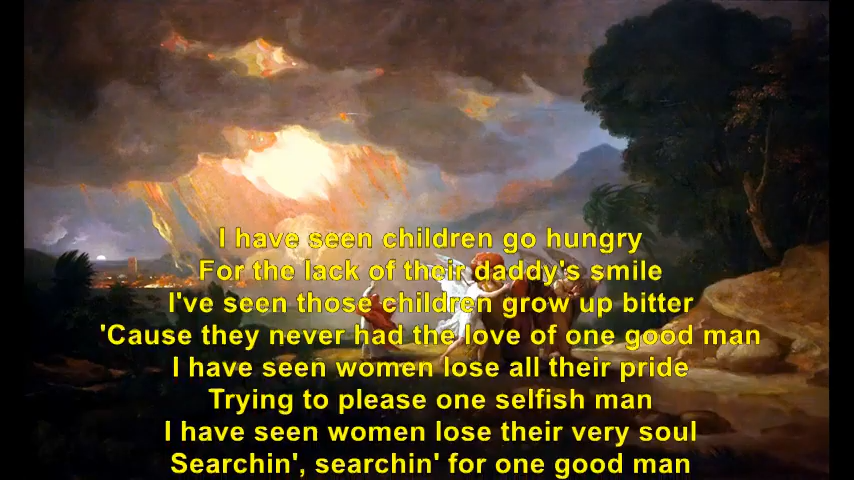 I have seen children go hungry
For the lack of their daddy's smile
I've seen those children grow up bitter
'Cause they never had the love of one good man
I have seen women lose all their pride
Trying to please one selfish man
I have seen women lose their very soul
Searchin', searchin' for one good man